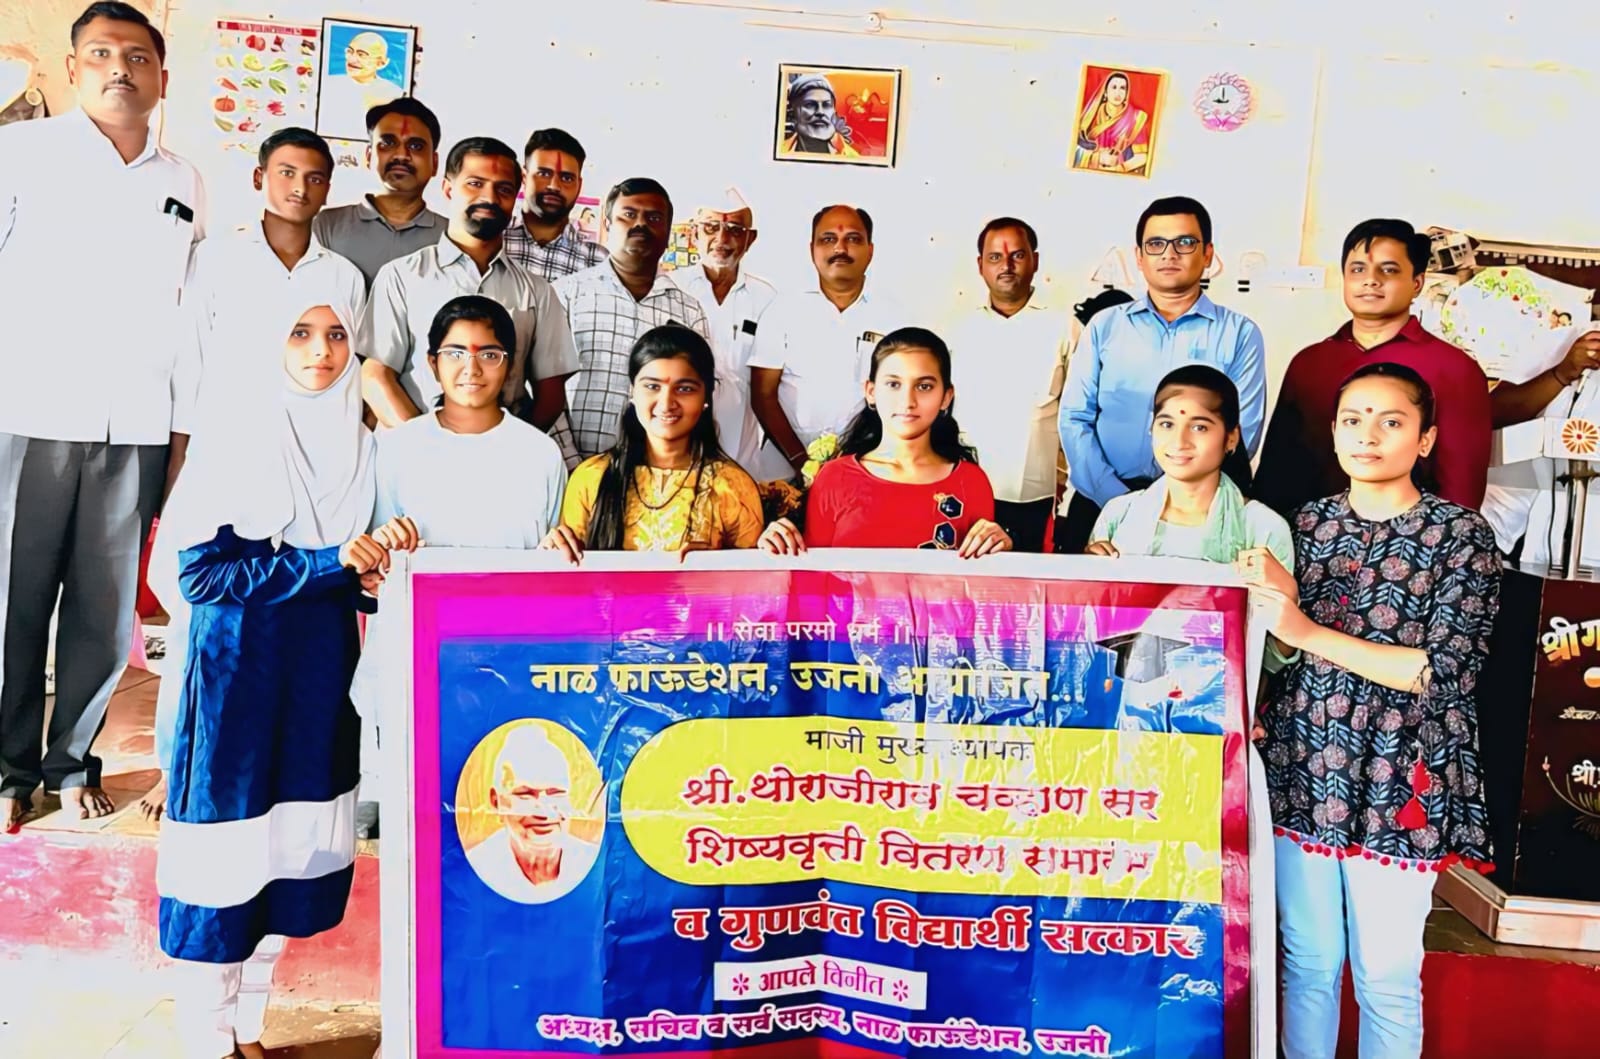 ।। सेवा परमो धर्म ।।
नाळ फाऊंडेशन, उजनी आयोजित...
माजी मुख्याध्यापक
श्री.थोराजीराव चव्हाण सर
शिष्यवृत्ती वितरण समारंभ
व गुणवंत विद्यार्थी सत्कार
* आपले विनीत *
अध्यक्ष, सचिव व सर्व सदस्य, नाळ फाऊंडेशन, उजनी
श्री ग
श्री.